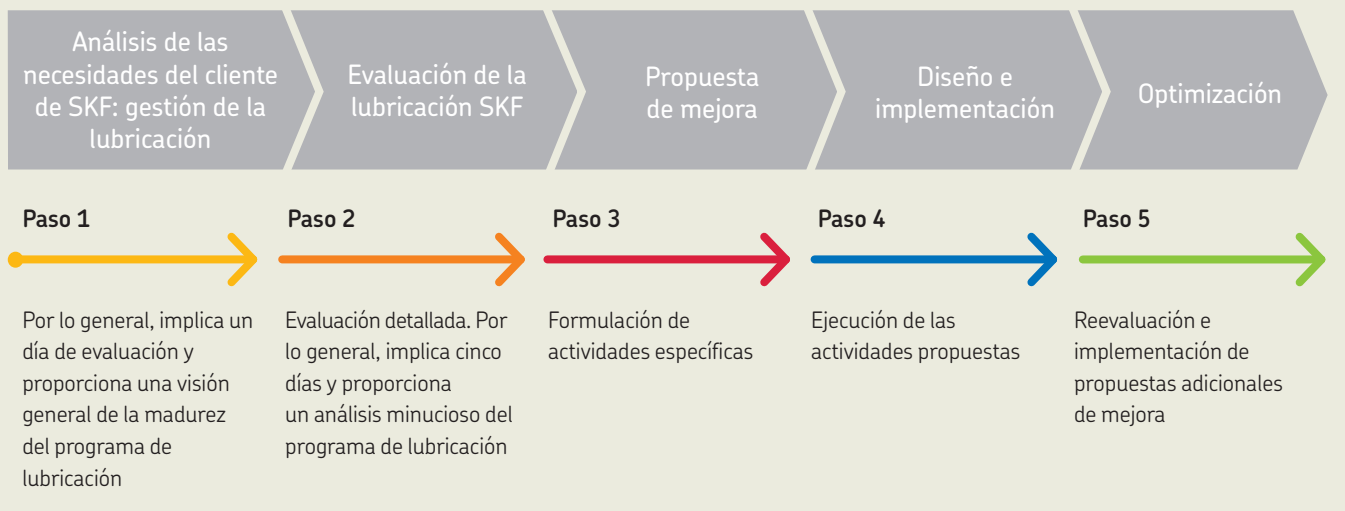 Análisis de las
necesidades del cliente
de SKF: gestión de la
lubricación
Evaluación de la
lubricación SKF
Propuesta
de mejora
Diseño e
implementación
Optimización
Paso 1
Por lo general, implica un
día de evaluación y
proporciona una visión
general de la madurez
del programa de
lubricación
Paso 2
Evaluación detallada. Por
lo general, implica cinco
días y proporciona
un análisis minucioso del
programa de lubricación
Paso 3
Formulación de
actividades específicas
Paso 4
Ejecución de las
actividades propuestas
Paso 5
Reevaluación e
implementación de
propuestas adicionales
de mejora